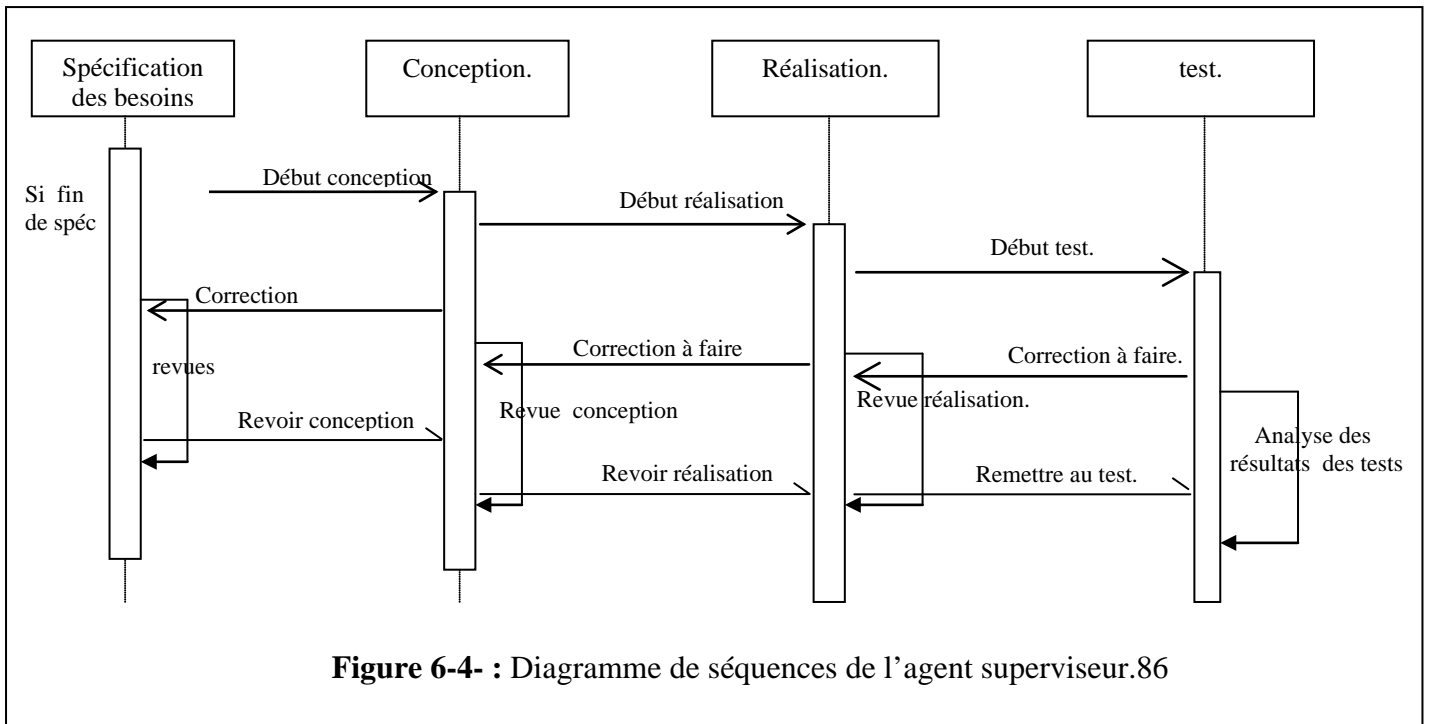 Spécification
des besoins
Conception.
Réalisation.
test.
Si fin
de spéc
Début conception
Début réalisation
Début test.
Correction
Correction à faire
Correction à faire.
revues
Revue conception
Revue réalisation.
Revoir conception
Analyse des
résultats des tests
Revoir réalisation
Remettre au test.
Figure 6-4- : Diagramme de séquences de l’agent superviseur.86